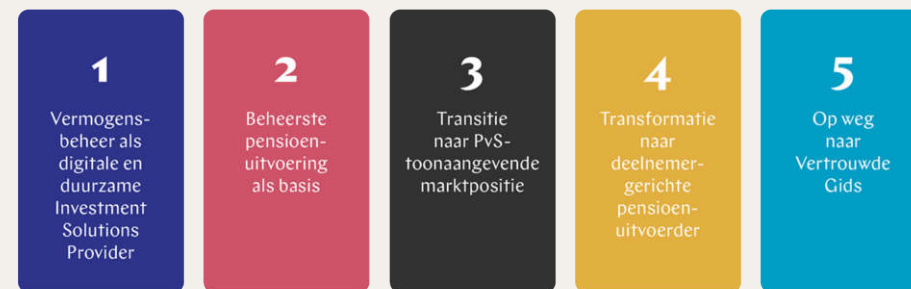 1
Vermogens-
beheer als
digitale en
duurzame
Investment
Solutions
Provider
2
Beheerste
pensioen-
uitvoering
als basis
3
Transitie
naar PvS-
toonaangevende
marktpositie
4
Transformatie
naar
deelnemer-
gerichte
pensioen-
uitvoerder
5
Op weg
naar
Vertrouwde
Gids